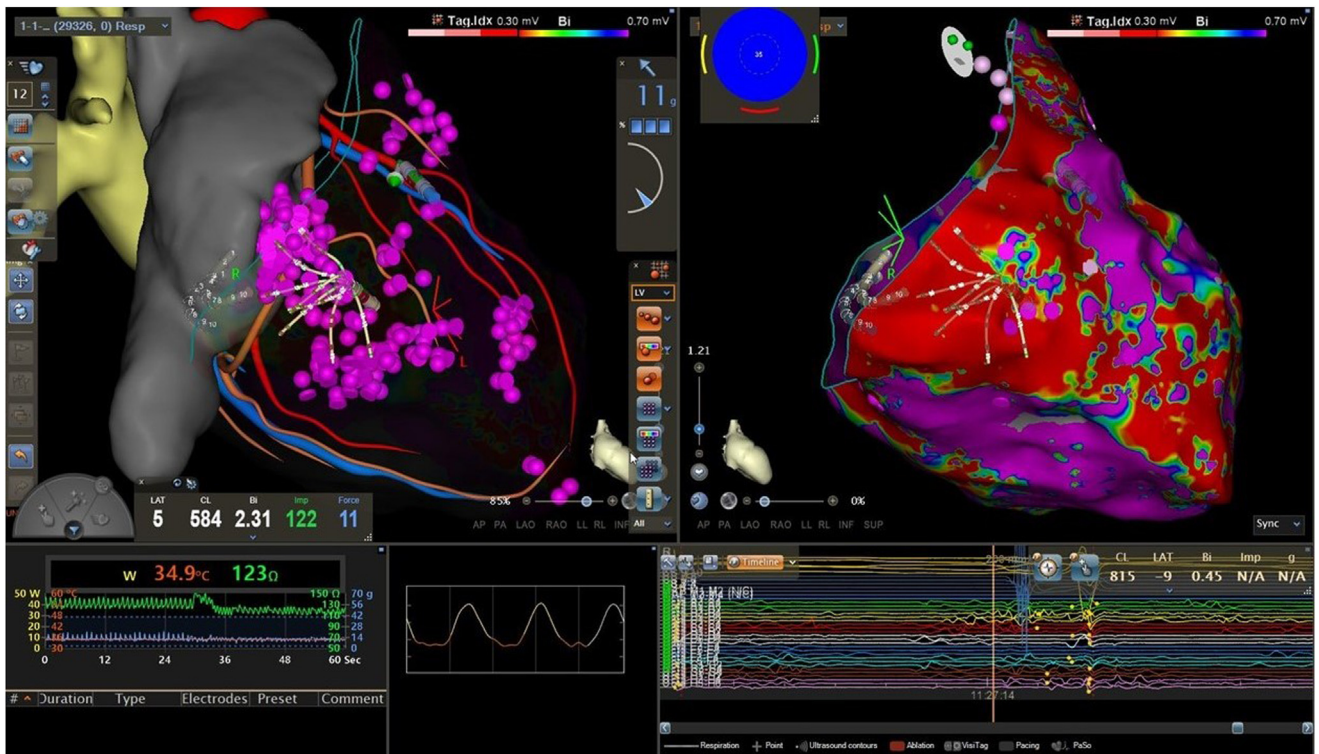 1-1-... (29326, 0) Resp
Tag.Idx 0.30 mV Bi 0.70 mV
12
11 g
%
R
L
LV
All
85%
AP PA LAO RAO LL RL INF
LAT CL Bi Imp Force
5 584 2.31 122 11
Tag.Idx 0.30 mV Bi 0.70 mV
35
R
1.21
0%
AP PA LAO RAO LL RL INF SUP
Sync
W 34.9°C 123Ω
50 W 60 °C 150 Ω 70 g
40 130 56
30 48 110 42
20 42 90 28
10 36 70 14
0 30 50 0
0 12 24 36 48 60 Sec
# Duration Type Electrodes Preset Comment
Timeline
CL LAT Bi Imp g
815 -9 0.45 N/A N/A
11:27:14
Respiration Point Ultrasound contours Ablation VisiTag Pacing PaSo